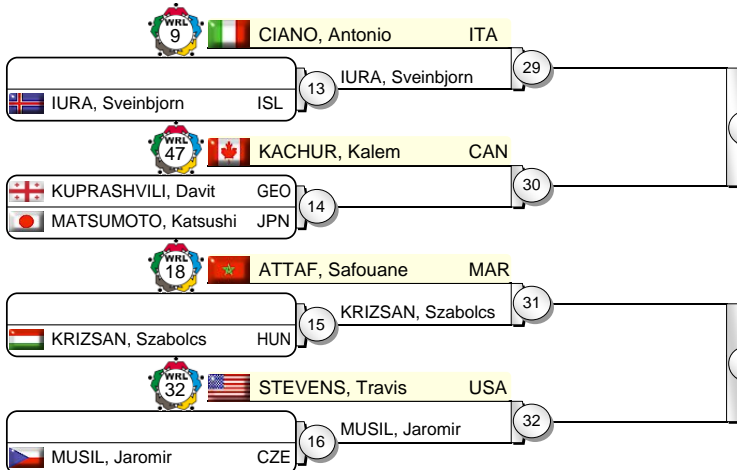 WRL
9
CIANO, Antonio ITA
29
13
IURA, Sveinbjorn
IURA, Sveinbjorn ISL
WRL
47
KACHUR, Kalem CAN
30
KUPRASHVILI, Davit GEO
14
MATSUMOTO, Katsushi JPN
WRL
18
ATTAF, Safouane MAR
31
15
KRIZSAN, Szabolcs
KRIZSAN, Szabolcs HUN
WRL
32
STEVENS, Travis USA
32
16
MUSIL, Jaromir
MUSIL, Jaromir CZE